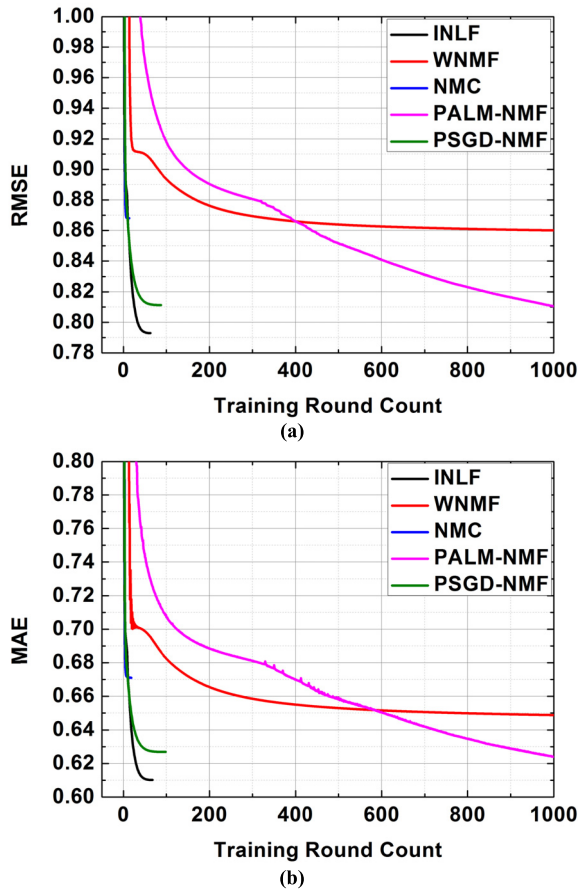 1.00
0.98
0.96
0.94
0.92
0.90
0.88
0.86
0.84
0.82
0.80
0.78
RMSE
INLF
WNMF
NMC
PALM-NMF
PSGD-NMF
0 200 400 600 800 1000
Training Round Count
(a)
0.80
0.78
0.76
0.74
0.72
0.70
0.68
0.66
0.64
0.62
0.60
MAE
INLF
WNMF
NMC
PALM-NMF
PSGD-NMF
0 200 400 600 800 1000
Training Round Count
(b)